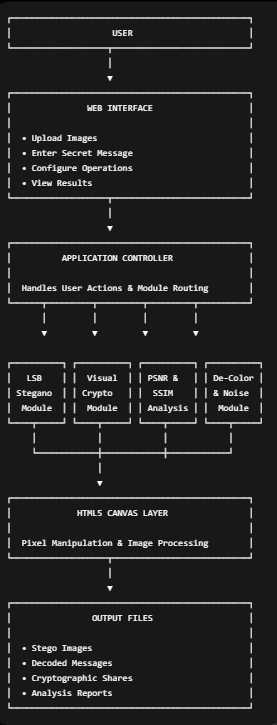 USER
WEB INTERFACE
• Upload Images
• Enter Secret Message
• Configure Operations
• View Results
APPLICATION CONTROLLER
Handles User Actions & Module Routing
LSB Stegano Module
Visual Crypto Module
PSNR & SSIM Analysis
De-Color & Noise Module
HTML5 CANVAS LAYER
Pixel Manipulation & Image Processing
OUTPUT FILES
• Stego Images
• Decoded Messages
• Cryptographic Shares
• Analysis Reports